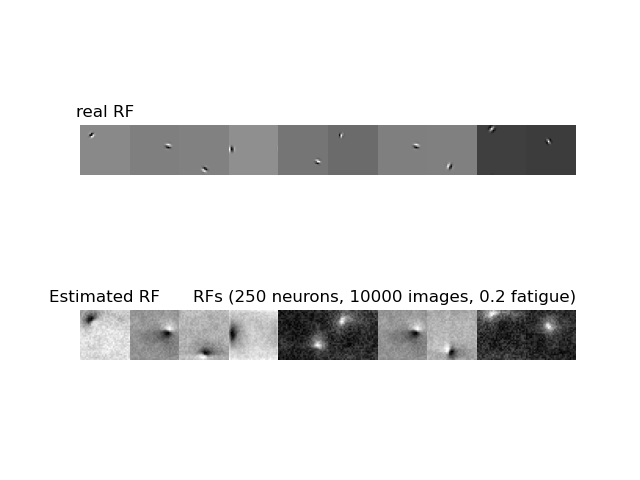 real RF
Estimated RF
RFs (250 neurons, 10000 images, 0.2 fatigue)